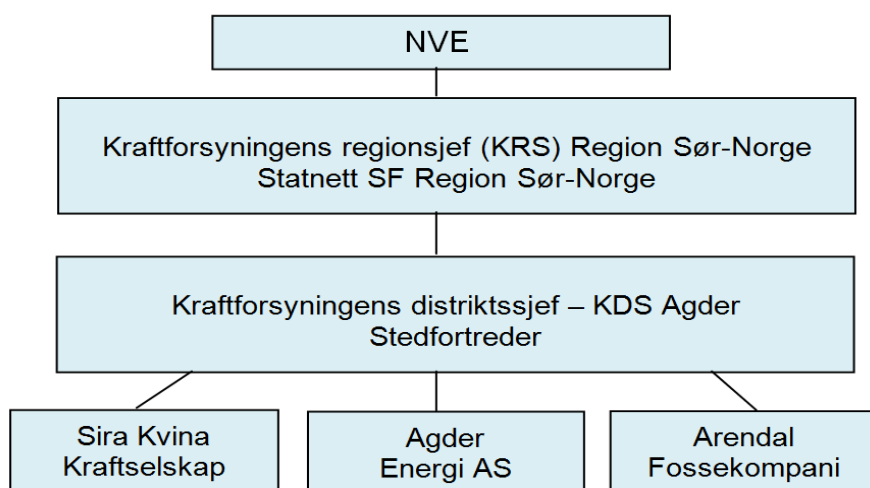 NVE
Kraftforsyningens regionsjef (KRS) Region Sør-Norge
Statnett SF Region Sør-Norge
Kraftforsyningens distriktssjef – KDS Agder
Stedfortreder
Sira Kvina
Kraftselskap
Agder
Energi AS
Arendal
Fossekompani